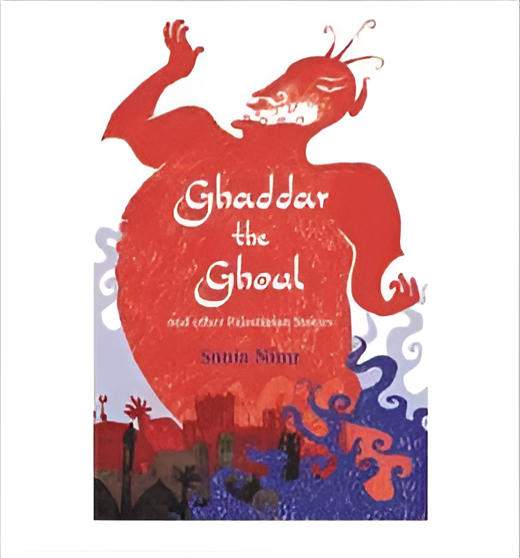 Ghaddar
the
Ghoul
and other Palestinian Stories
Sonia Nimr